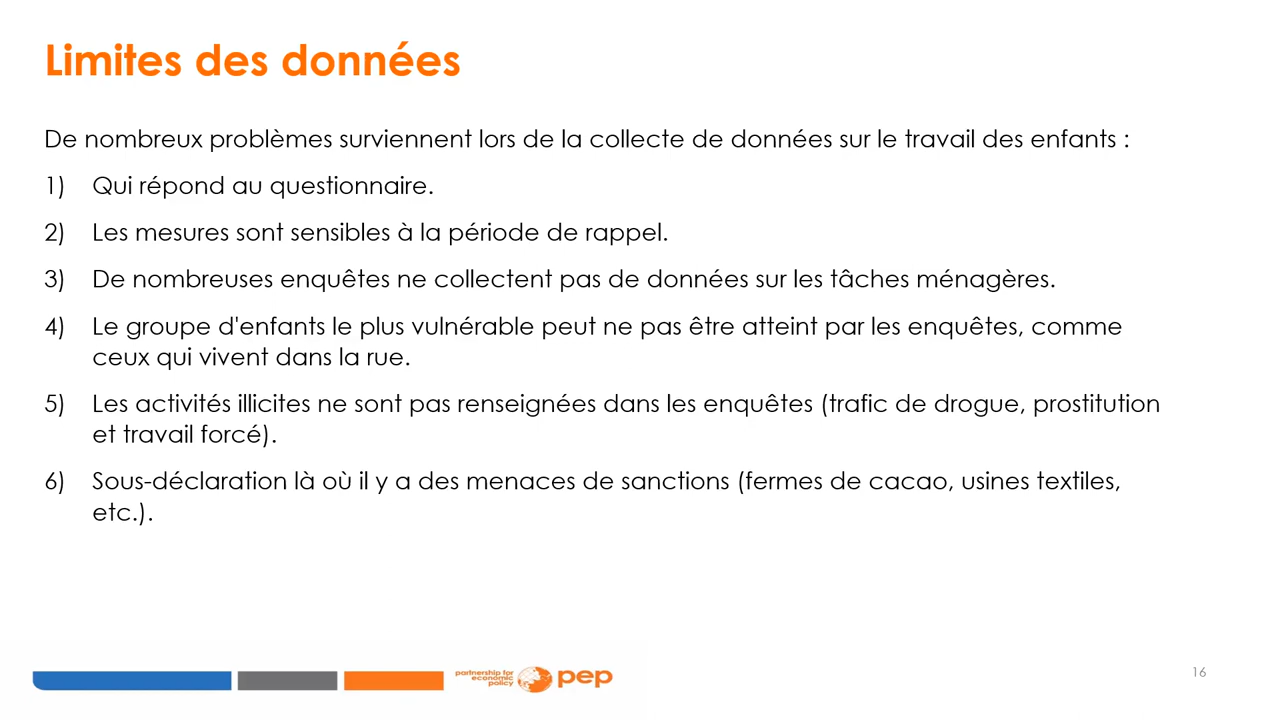 Limites des données
De nombreux problèmes surviennent lors de la collecte de données sur le travail des enfants :
1) Qui répond au questionnaire.
2) Les mesures sont sensibles à la période de rappel.
3) De nombreuses enquêtes ne collectent pas de données sur les tâches ménagères.
4) Le groupe d'enfants le plus vulnérable peut ne pas être atteint par les enquêtes, comme
ceux qui vivent dans la rue.
5) Les activités illicites ne sont pas renseignées dans les enquêtes (trafic de drogue, prostitution
et travail forcé).
6) Sous-déclaration là où il y a des menaces de sanctions (fermes de cacao, usines textiles,
etc.).
partnership for
economic
policy
pep
16